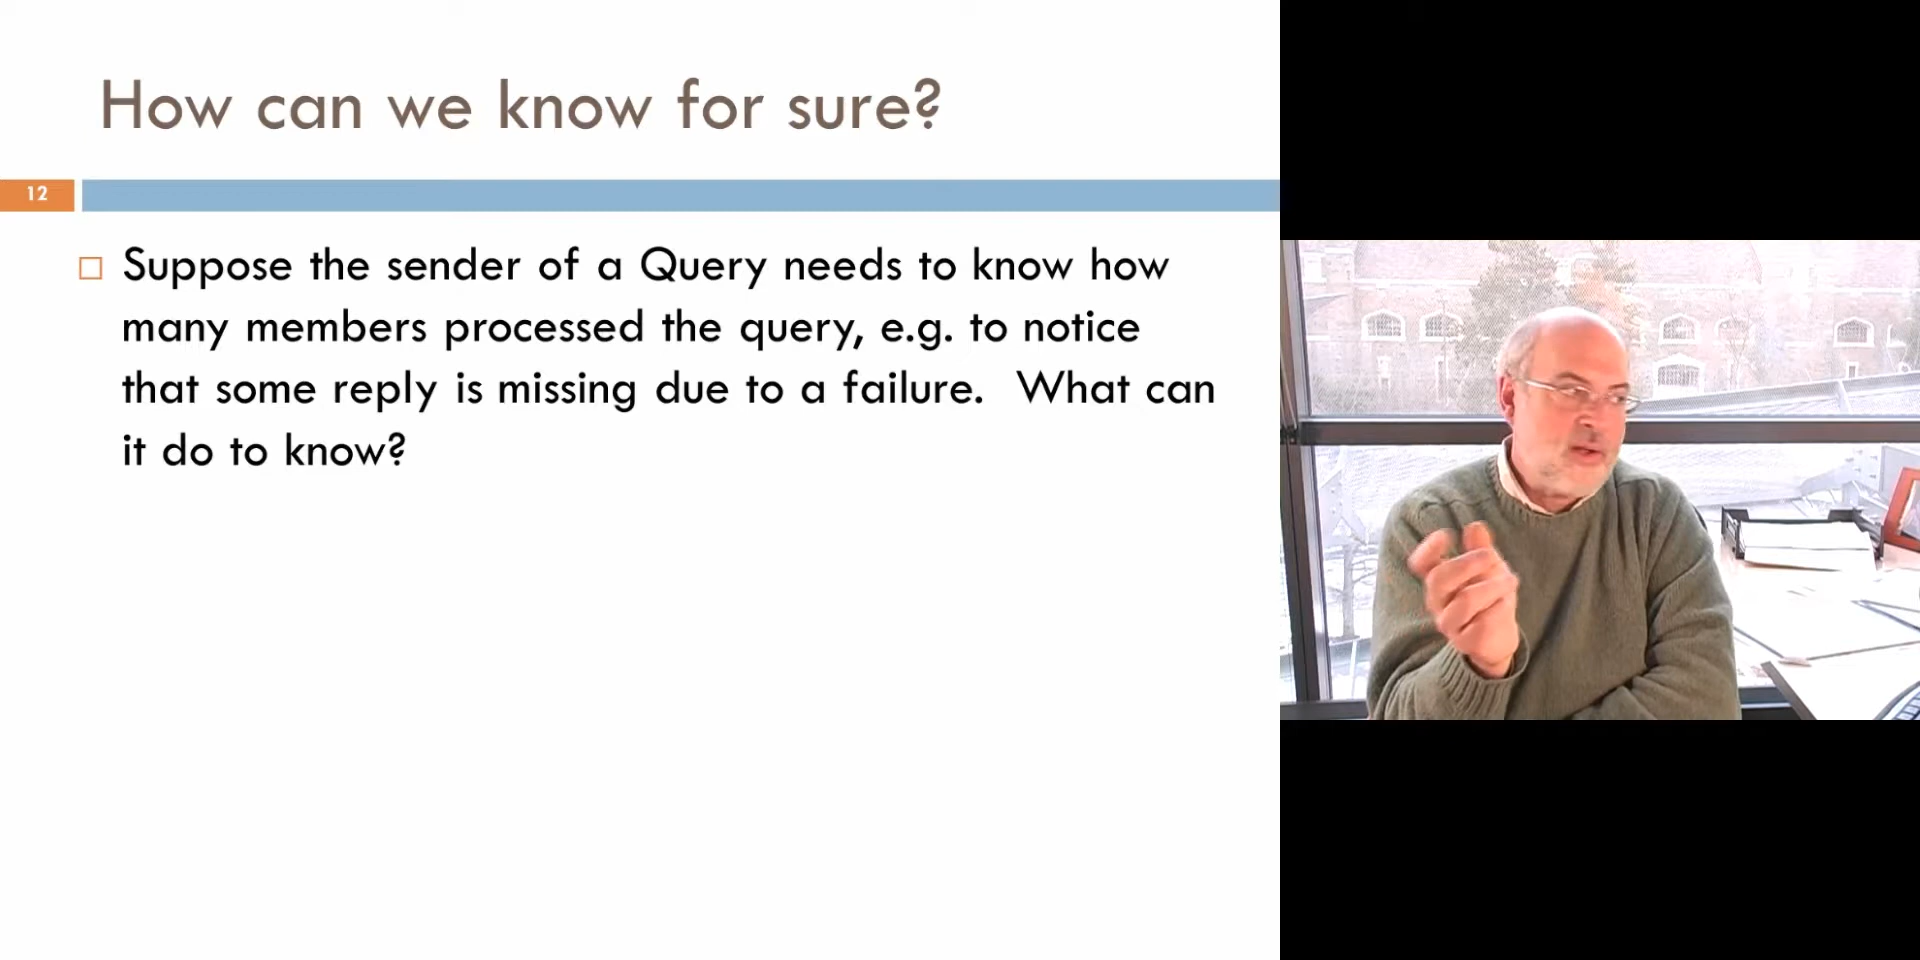 How can we know for sure?
12
Suppose the sender of a Query needs to know how
many members processed the query, e.g. to notice
that some reply is missing due to a failure.  What can
it do to know?